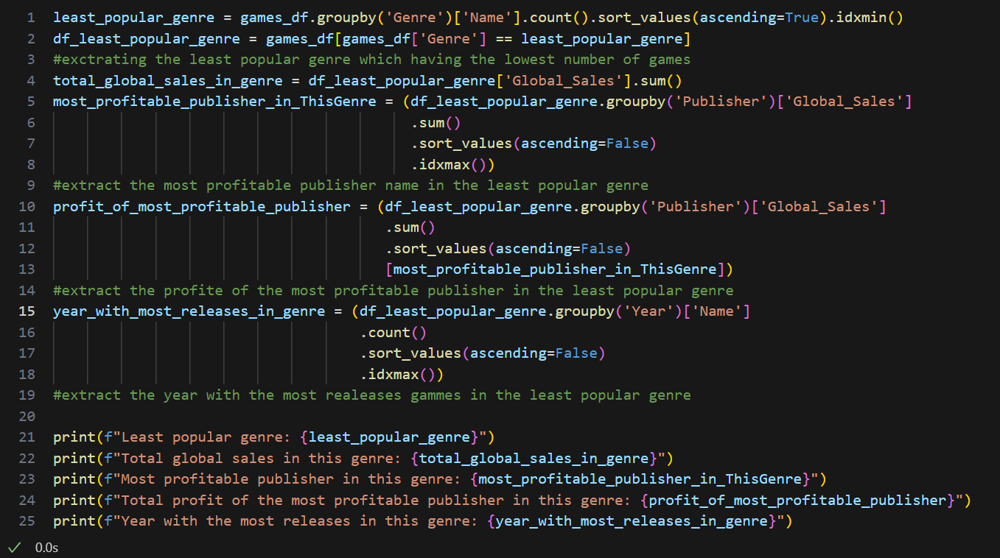 1 least_popular_genre = games_df.groupby('Genre')['Name'].count().sort_values(ascending=True).idxmin()
2 df_least_popular_genre = games_df[games_df['Genre'] == least_popular_genre]
3 #exctrating the least popular genre which having the lowest number of games
4 total_global_sales_in_genre = df_least_popular_genre['Global_Sales'].sum()
5 most_profitable_publisher_in_ThisGenre = (df_least_popular_genre.groupby('Publisher')['Global_Sales']
6 .sum()
7 .sort_values(ascending=False)
8 .idxmax())
9 #extract the most profitable publisher name in the least popular genre
10 profit_of_most_profitable_publisher = (df_least_popular_genre.groupby('Publisher')['Global_Sales']
11 .sum()
12 .sort_values(ascending=False)
13 [most_profitable_publisher_in_ThisGenre])
14 #extract the profite of the most profitable publisher in the least popular genre
15 year_with_most_releases_in_genre = (df_least_popular_genre.groupby('Year')['Name']
16 .count()
17 .sort_values(ascending=False)
18 .idxmax())
19 #extract the year with the most realeases gammes in the least popular genre
20
21 print(f"Least popular genre: {least_popular_genre}")
22 print(f"Total global sales in this genre: {total_global_sales_in_genre}")
23 print(f"Most profitable publisher in this genre: {most_profitable_publisher_in_ThisGenre}")
24 print(f"Total profit of the most profitable publisher in this genre: {profit_of_most_profitable_publisher}")
25 print(f"Year with the most releases in this genre: {year_with_most_releases_in_genre}")
0.0s